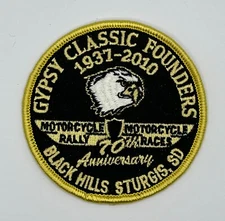 GYPSY CLASSIC FOUNDERS
1937-2010
MOTORCYCLE MOTORCYCLE
RALLY RACES
70th
Anniversary
BLACK HILLS STURGIS, SD